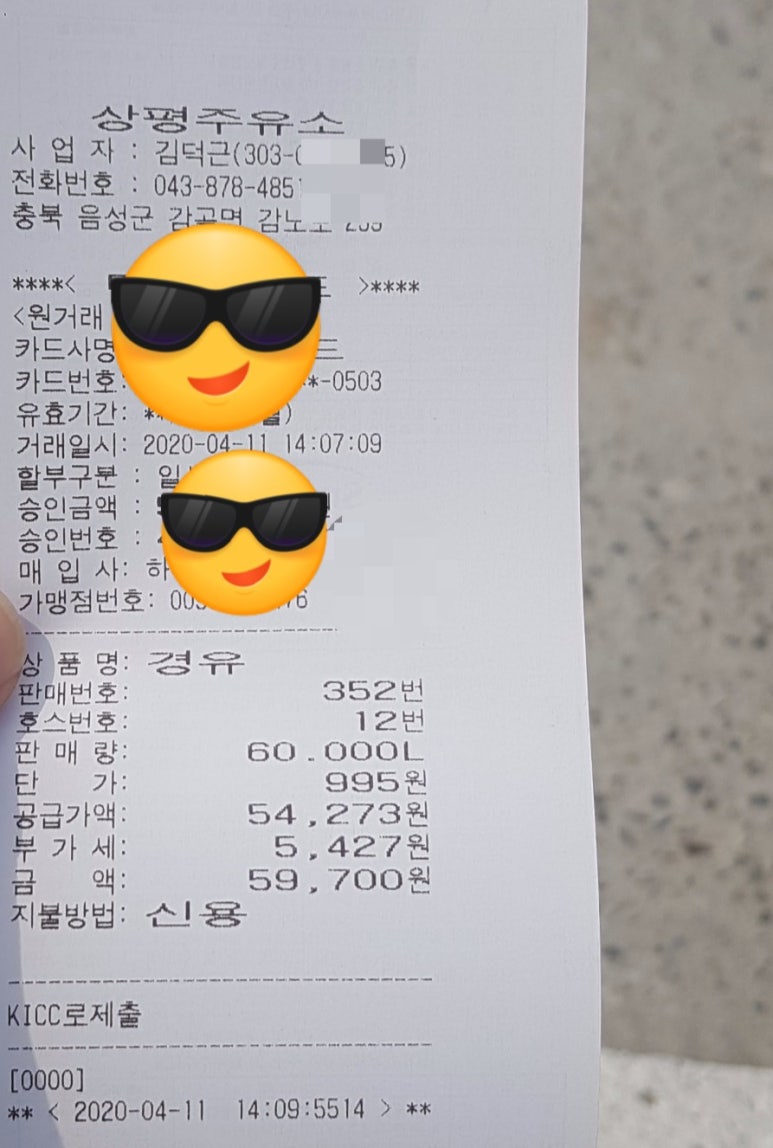 상평주유소
사 업 자 : 김덕근(303-0 5)
전화번호 : 043-878-485
충북 음성군 감곡면
****< >****
<원거래
카드사명
카드번호: *-0503
유효기간: ** )
거래일시: 2020-04-11 14:07:09
할부구분 :
승인금액 :
승인번호 :
매 입 사: 하
가맹점번호: 00 6
상 품 명: 경유
판매번호: 352번
호스번호: 12번
판 매 량: 60.000L
단 가: 995원
공급가액: 54,273원
부 가 세: 5,427원
금 액: 59,700원
지불방법: 신용
KICC로제출
[0000]
** < 2020-04-11 14:09:5514 > **